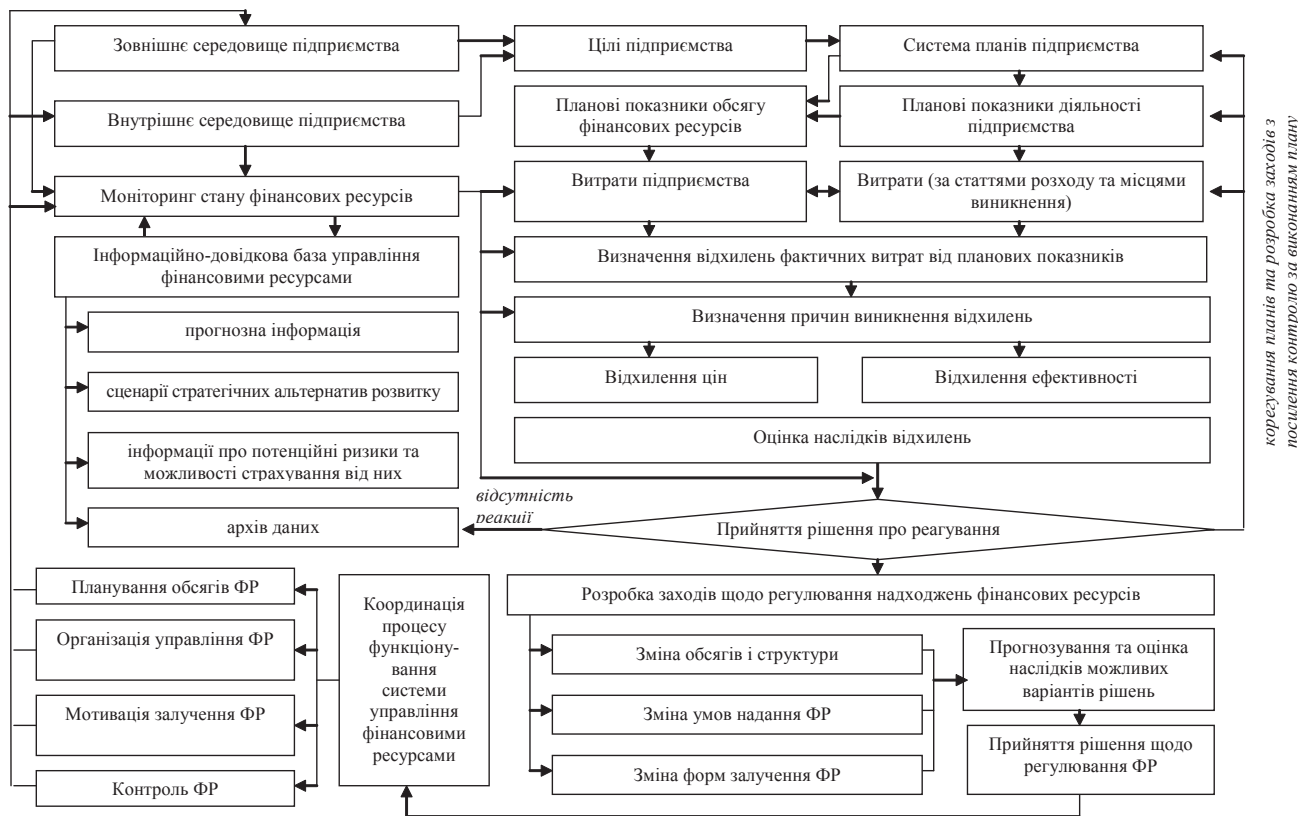 Зовнішнє середовище підприємства
Цілі підприємства
Система планів підприємства
Внутрішнє середовище підприємства
Планові показники обсягу
фінансових ресурсів
Планові показники діяльності
підприємства
Моніторинг стану фінансових ресурсів
Витрати підприємства
Витрати (за статтями розходу та місцями
виникнення)
Інформаційно-довідкова база управління
фінансовими ресурсами
Визначення відхилень фактичних витрат від планових показників
прогнозна інформація
Визначення причин виникнення відхилень
сценарії стратегічних альтернатив розвитку
Відхилення цін
Відхилення ефективності
інформації про потенційні ризики та
можливості страхування від них
Оцінка наслідків відхилень
відсутність
реакції
архів даних
Прийняття рішення про реагування
корегування планів та розробка заходів з
посилення контролю за виконанням плану
Планування обсягів ФР
Організація управління ФР
Мотивація залучення ФР
Контроль ФР
Координація
процесу
функціону-
вання
системи
управління
фінансовими
ресурсами
Розробка заходів щодо регулювання надходжень фінансових ресурсів
Зміна обсягів і структури
Зміна умов надання ФР
Зміна форм залучення ФР
Прогнозування та оцінка
наслідків можливих
варіантів рішень
Прийняття рішення щодо
регулювання ФР